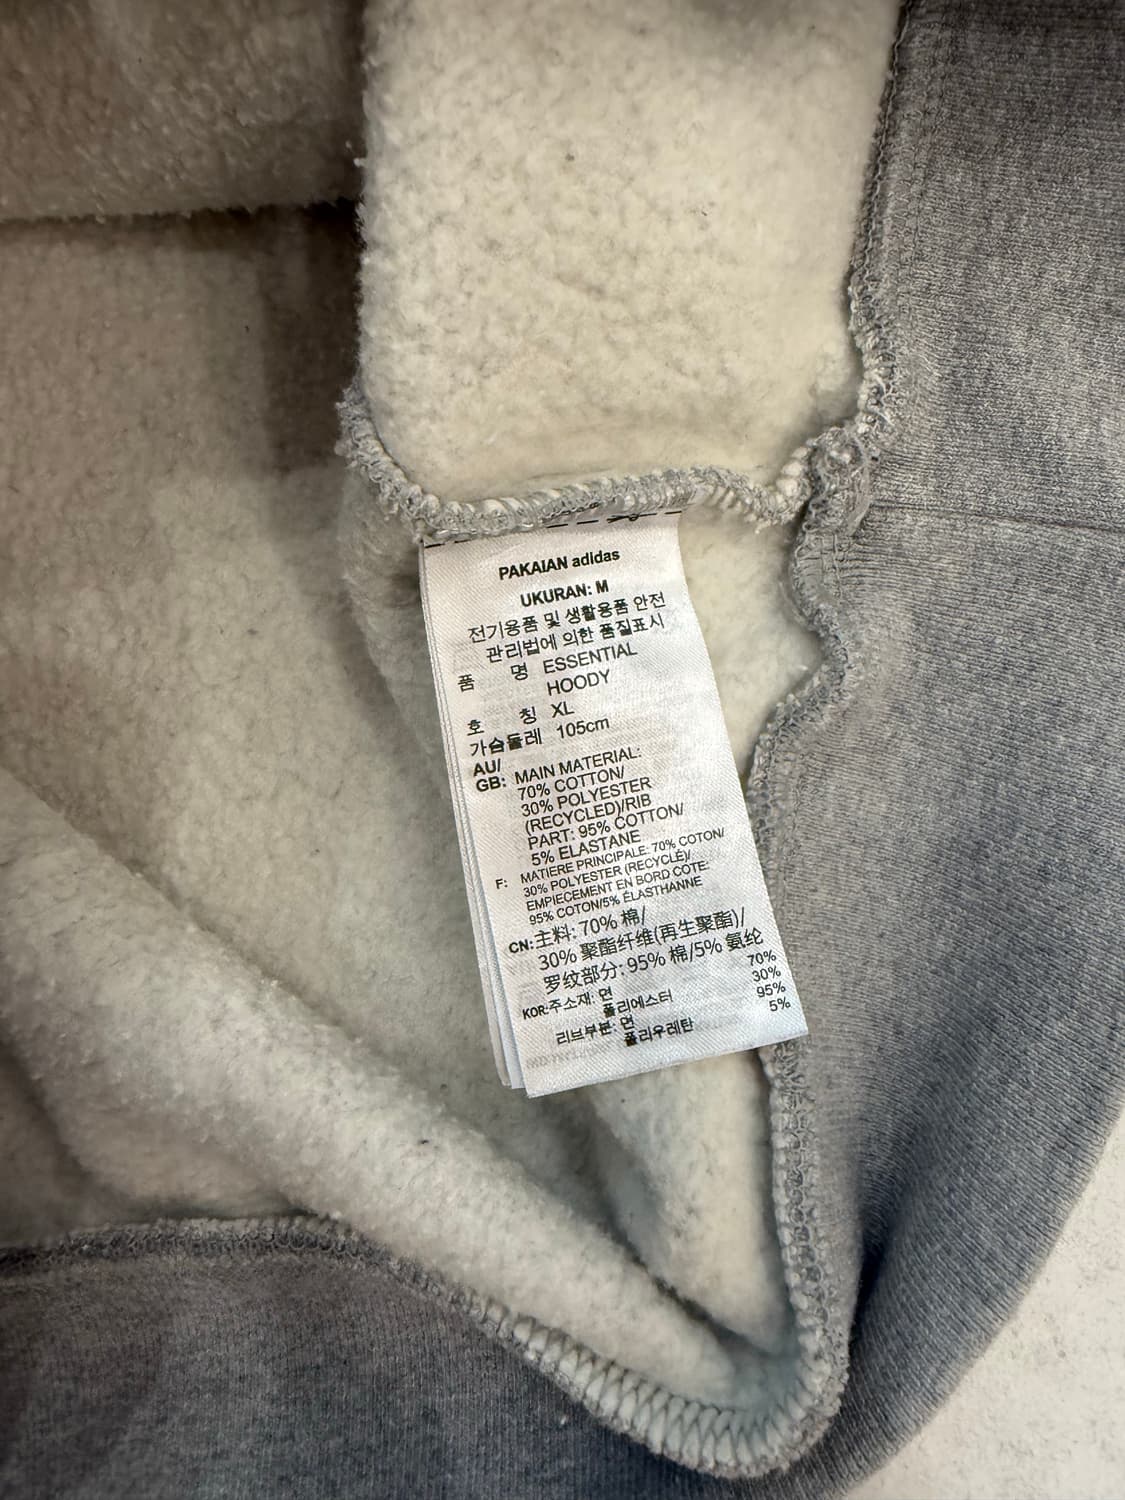 PAKAIAN adidas
UKURAN: M
전기용품 및 생활용품 안전
관리법에 의한 품질표시
품 명 ESSENTIAL
HOODY
호 칭 XL
가슴둘레 105cm
AU/
GB: MAIN MATERIAL:
70% COTTON/
30% POLYESTER
(RECYCLED)/RIB
PART: 95% COTTON/
5% ELASTANE
F: MATIERE PRINCIPALE: 70% COTON/
30% POLYESTER (RECYCLÉ)/
EMPIECEMENT EN BORD COTE:
95% COTON/5% ÉLASTHANNE
CN: 主料: 70% 棉/
30% 聚酯纤维(再生聚酯)/
罗纹部分: 95% 棉/5% 氨纶
KOR: 주소재: 면 70%
폴리에스터 30%
리브부분: 면 95%
폴리우레탄 5%